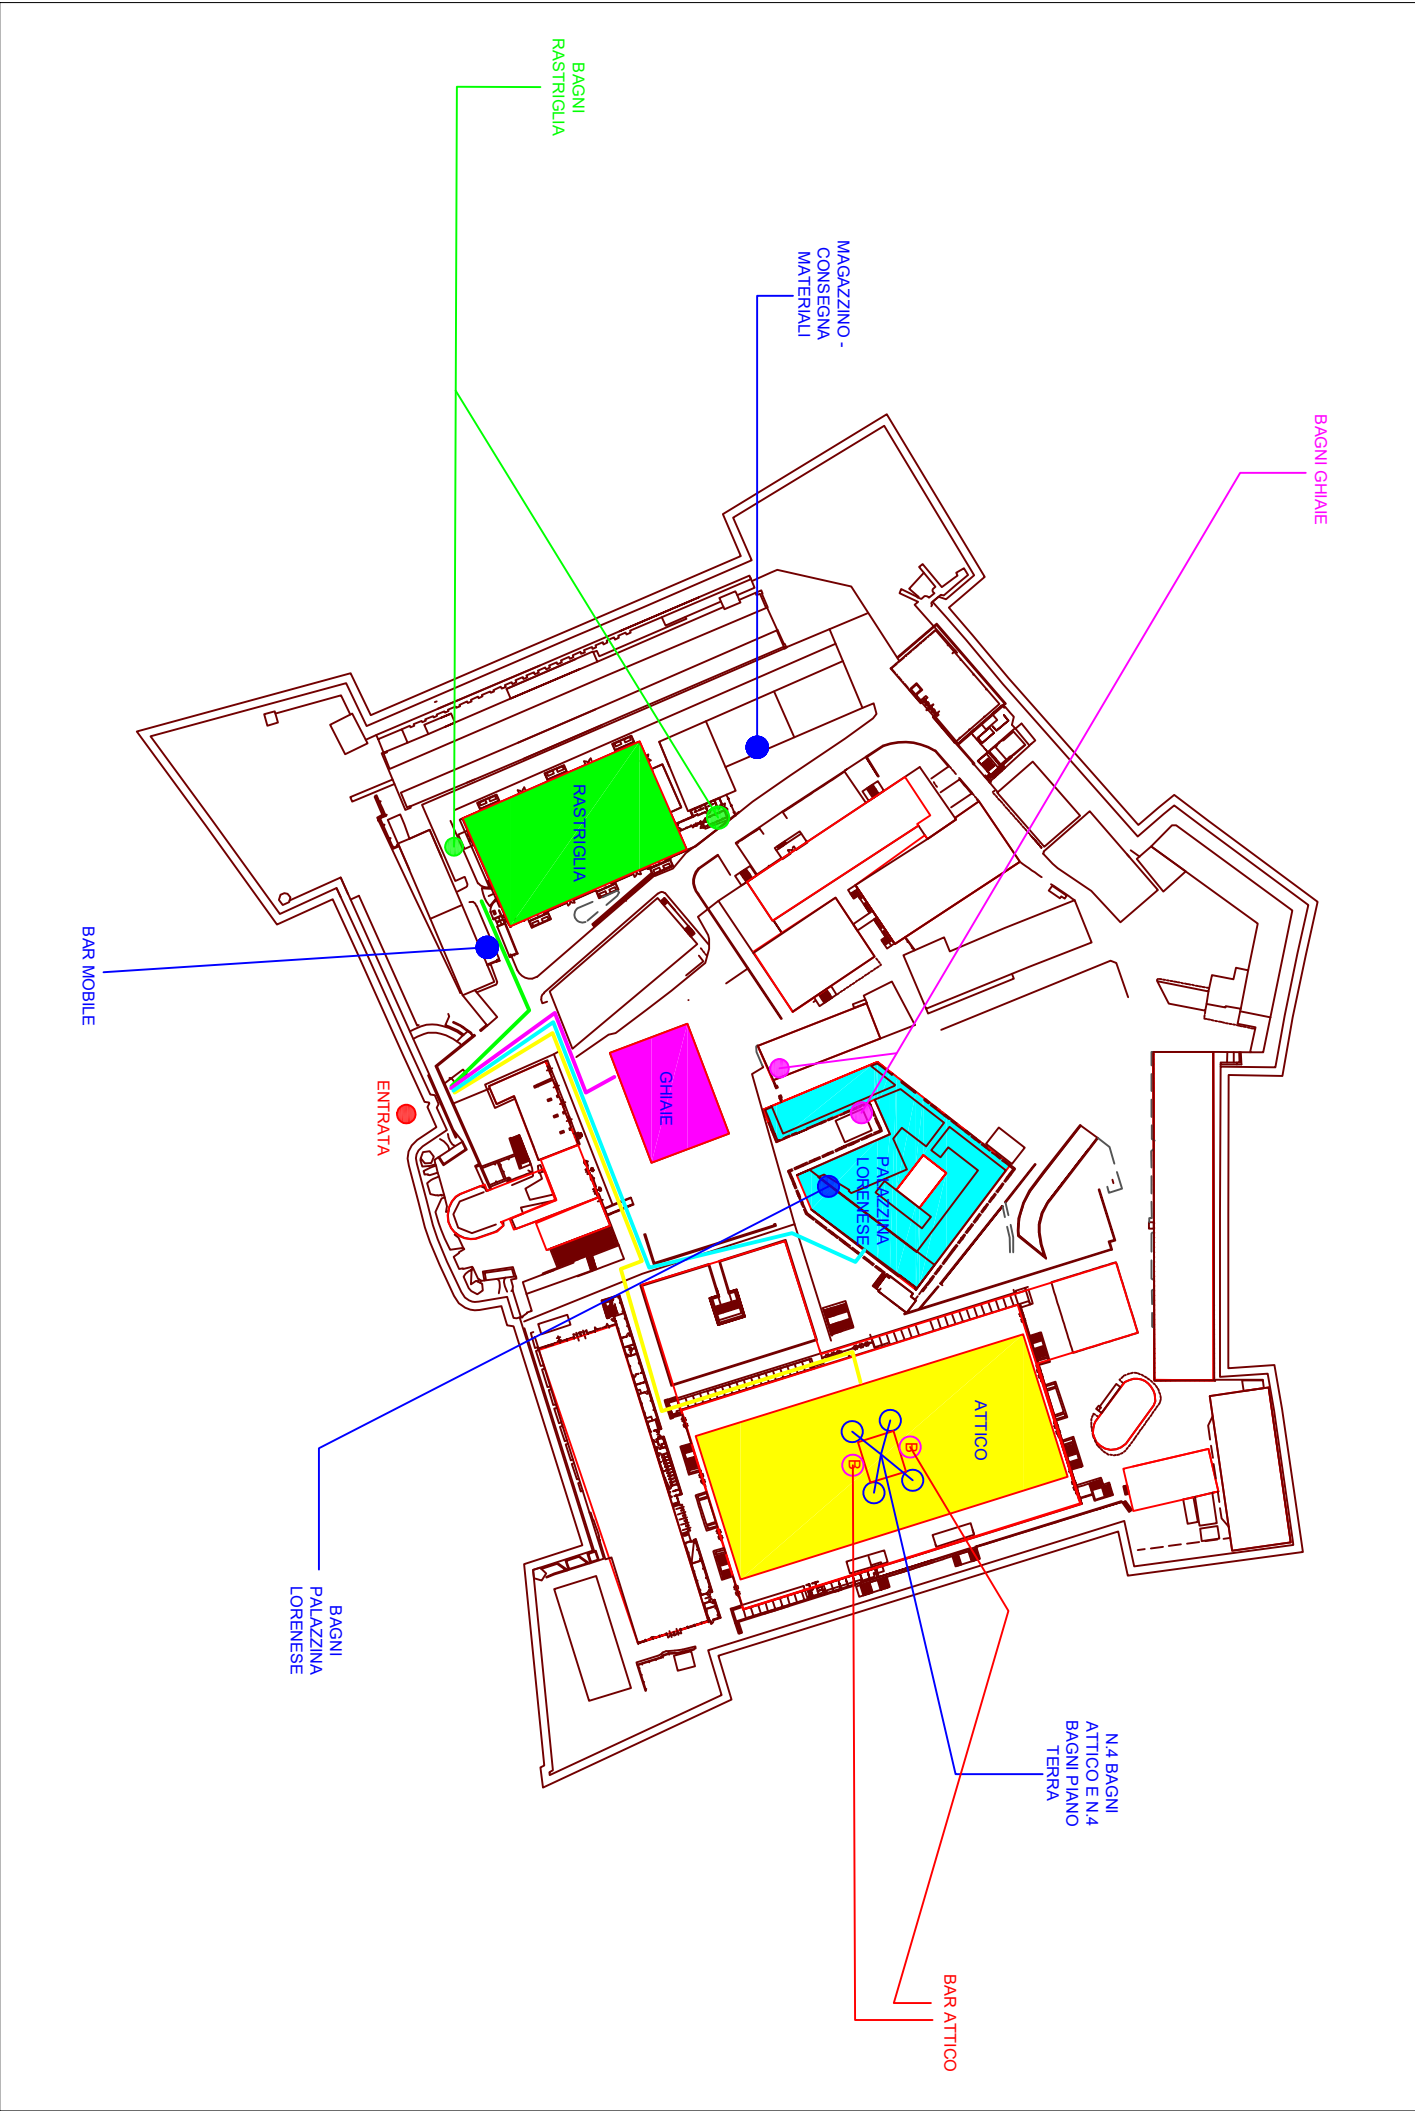 BAGNI
RASTRIGLIA
MAGAZZINO -
CONSEGNA
MATERIALI
BAGNI GHIAIE
RASTRIGLIA
BAR MOBILE
GHIAIE
ENTRATA
PALAZZINA
LORENESE
ATTICO
B
B
BAGNI
PALAZZINA
LORENESE
N.4 BAGNI
ATTICO E N.4
BAGNI PIANO
TERRA
BAR ATTICO